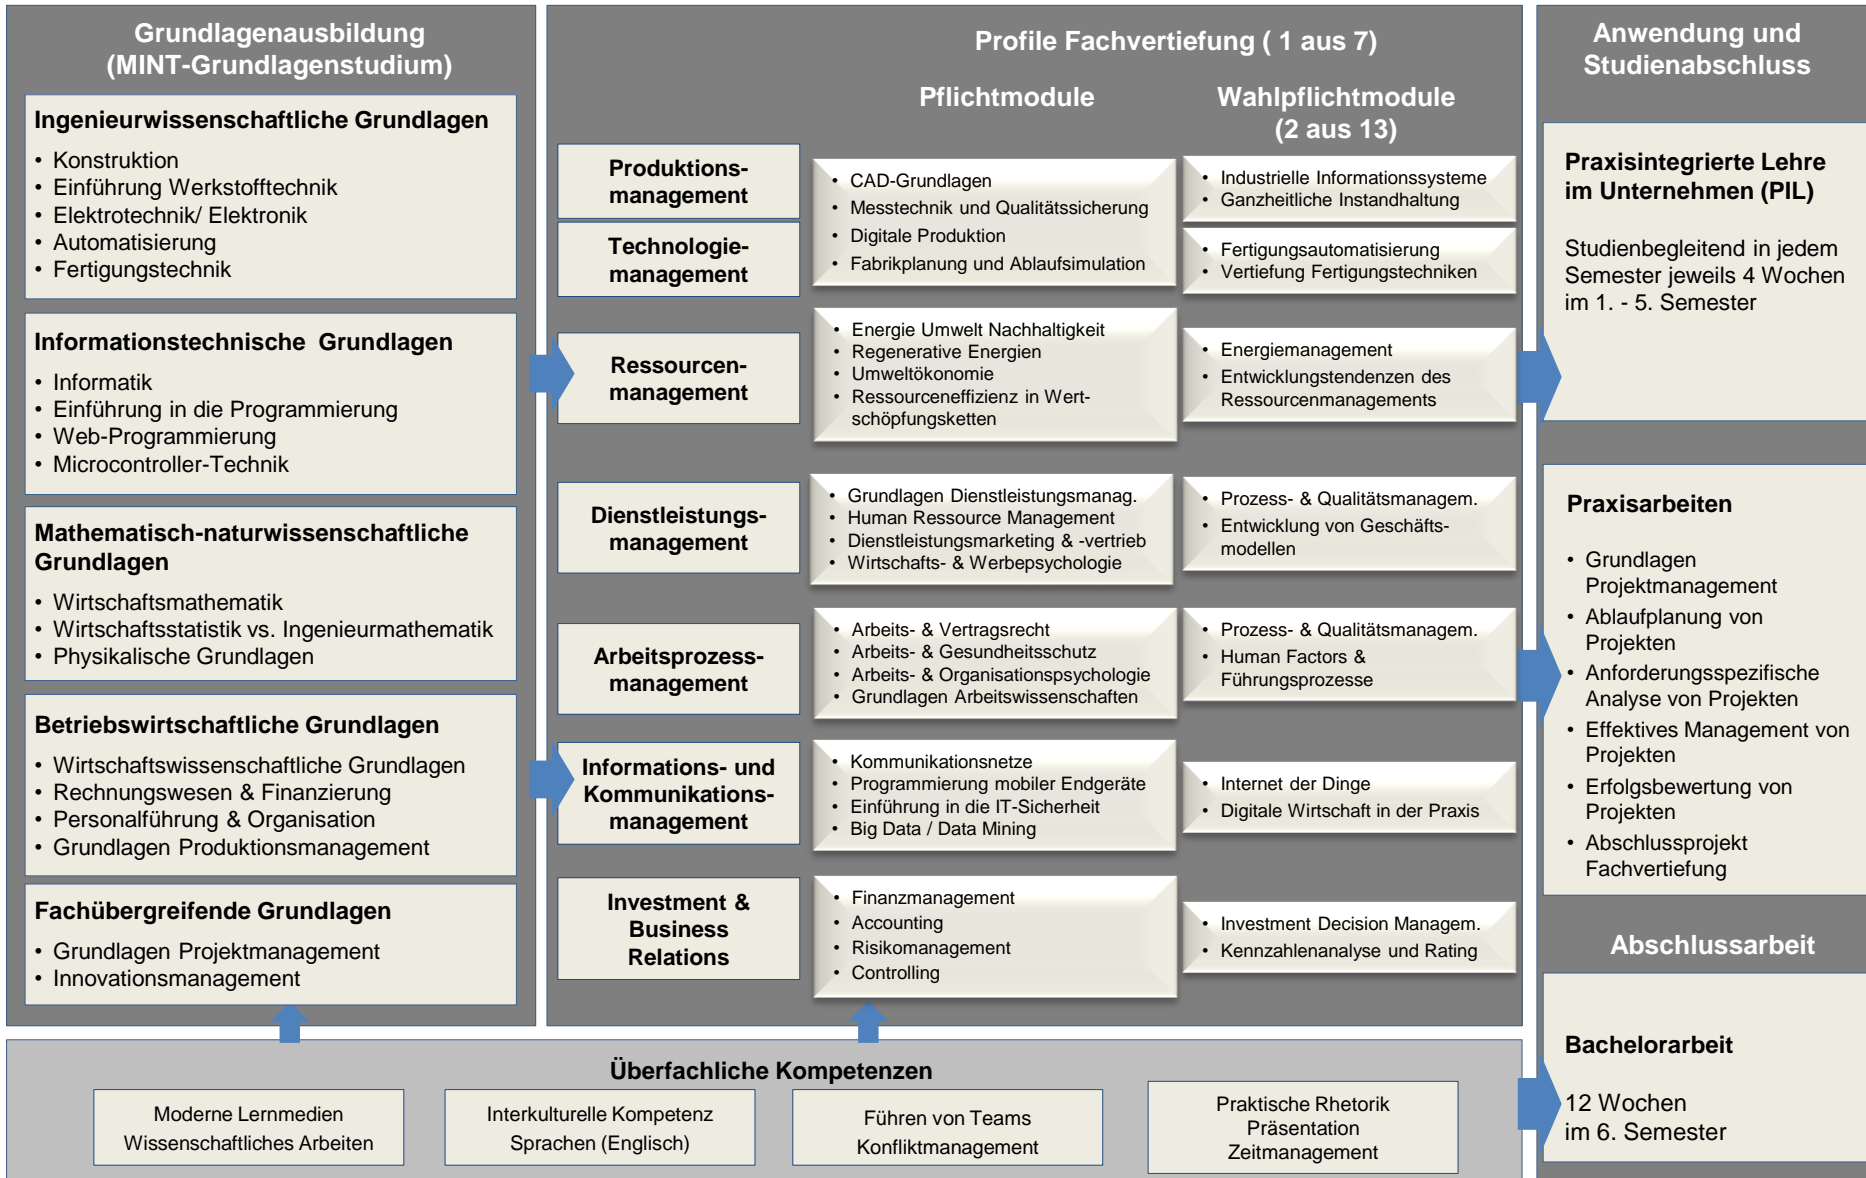 Grundlagenausbildung
(MINT-Grundlagenstudium)
Ingenieurwissenschaftliche Grundlagen
• Konstruktion
• Einführung Werkstofftechnik
• Elektrotechnik/ Elektronik
• Automatisierung
• Fertigungstechnik
Informationstechnische Grundlagen
• Informatik
• Einführung in die Programmierung
• Web-Programmierung
• Microcontroller-Technik
Mathematisch-naturwissenschaftliche
Grundlagen
• Wirtschaftsmathematik
• Wirtschaftsstatistik vs. Ingenieurmathematik
• Physikalische Grundlagen
Betriebswirtschaftliche Grundlagen
• Wirtschaftswissenschaftliche Grundlagen
• Rechnungswesen & Finanzierung
• Personalführung & Organisation
• Grundlagen Produktionsmanagement
Fachübergreifende Grundlagen
• Grundlagen Projektmanagement
• Innovationsmanagement
Profile Fachvertiefung ( 1 aus 7)
Pflichtmodule
Wahlpflichtmodule
(2 aus 13)
Produktions-
management
Technologie-
management
• CAD-Grundlagen
• Messtechnik und Qualitätssicherung
• Digitale Produktion
• Fabrikplanung und Ablaufsimulation
• Industrielle Informationssysteme
• Ganzheitliche Instandhaltung
• Fertigungsautomatisierung
• Vertiefung Fertigungstechniken
Ressourcen-
management
• Energie Umwelt Nachhaltigkeit
• Regenerative Energien
• Umweltökonomie
• Ressourceneffizienz in Wert-
schöpfungsketten
• Energiemanagement
• Entwicklungstendenzen des
Ressourcenmanagements
Dienstleistungs-
management
• Grundlagen Dienstleistungsmanag.
• Human Ressource Management
• Dienstleistungsmarketing & -vertrieb
• Wirtschafts- & Werbepsychologie
• Prozess- & Qualitätsmanagem.
• Entwicklung von Geschäfts-
modellen
Arbeitsprozess-
management
• Arbeits- & Vertragsrecht
• Arbeits- & Gesundheitsschutz
• Arbeits- & Organisationspsychologie
• Grundlagen Arbeitswissenschaften
• Prozess- & Qualitätsmanagem.
• Human Factors &
Führungsprozesse
Informations- und
Kommunikations-
management
• Kommunikationsnetze
• Programmierung mobiler Endgeräte
• Einführung in die IT-Sicherheit
• Big Data / Data Mining
• Internet der Dinge
• Digitale Wirtschaft in der Praxis
Investment &
Business
Relations
• Finanzmanagement
• Accounting
• Risikomanagement
• Controlling
• Investment Decision Managem.
• Kennzahlenanalyse und Rating
Anwendung und
Studienabschluss
Praxisintegrierte Lehre
im Unternehmen (PIL)
Studienbegleitend in jedem
Semester jeweils 4 Wochen
im 1. - 5. Semester
Praxisarbeiten
• Grundlagen
Projektmanagement
• Ablaufplanung von
Projekten
• Anforderungsspezifische
Analyse von Projekten
• Effektives Management von
Projekten
• Erfolgsbewertung von
Projekten
• Abschlussprojekt
Fachvertiefung
Abschlussarbeit
Bachelorarbeit
12 Wochen
im 6. Semester
Überfachliche Kompetenzen
Moderne Lernmedien
Wissenschaftliches Arbeiten
Interkulturelle Kompetenz
Sprachen (Englisch)
Führen von Teams
Konfliktmanagement
Praktische Rhetorik
Präsentation
Zeitmanagement